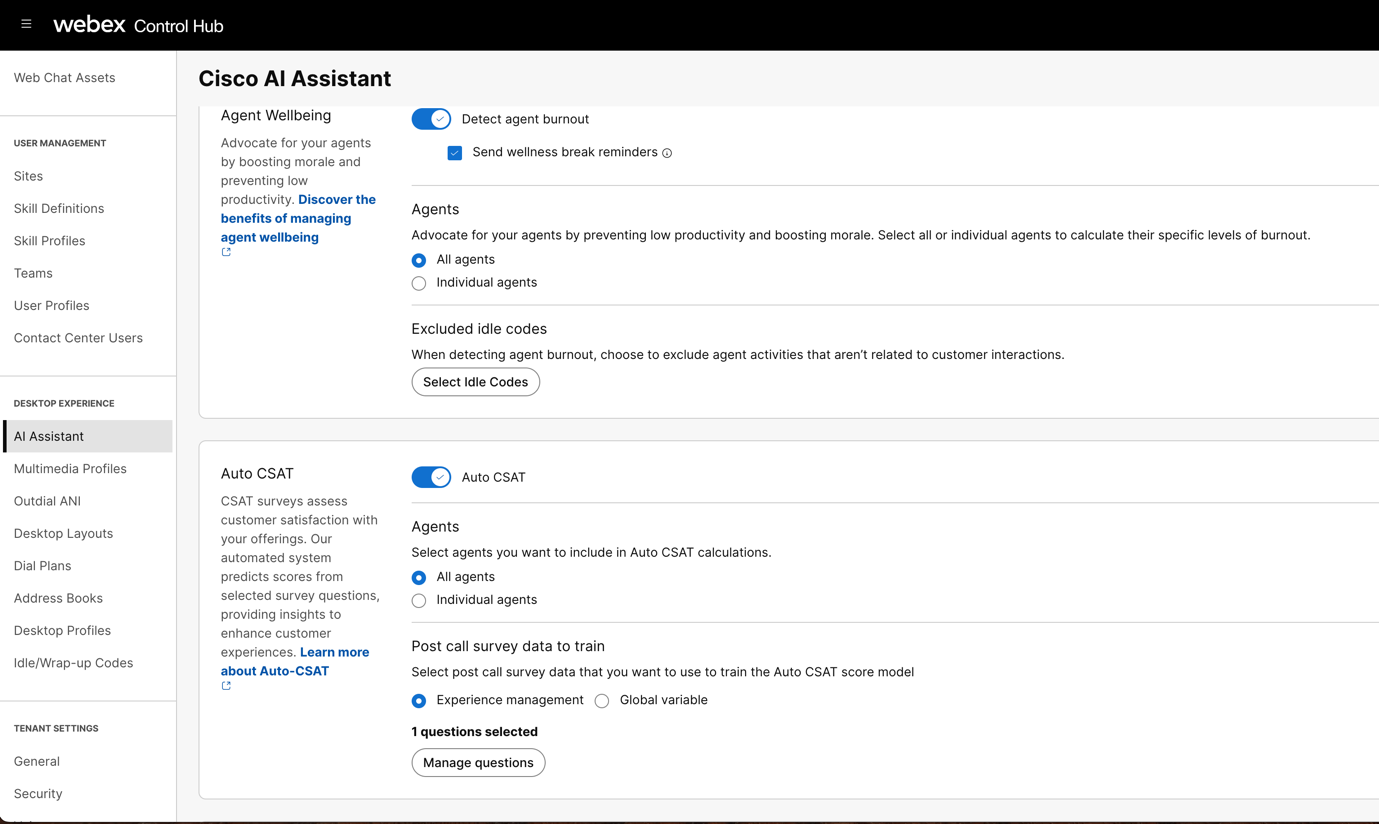 webex Control Hub
Web Chat Assets
USER MANAGEMENT
Sites
Skill Definitions
Skill Profiles
Teams
User Profiles
Contact Center Users
DESKTOP EXPERIENCE
AI Assistant
Multimedia Profiles
Outdial ANI
Desktop Layouts
Dial Plans
Address Books
Desktop Profiles
Idle/Wrap-up Codes
TENANT SETTINGS
General
Security
Cisco AI Assistant
Agent Wellbeing
Advocate for your agents
by boosting morale and
preventing low
productivity. Discover the
benefits of managing
agent wellbeing
Detect agent burnout
Send wellness break reminders
Agents
Advocate for your agents by preventing low productivity and boosting morale. Select all or individual agents to calculate their specific levels of burnout.
All agents
Individual agents
Excluded idle codes
When detecting agent burnout, choose to exclude agent activities that aren’t related to customer interactions.
Select Idle Codes
Auto CSAT
CSAT surveys assess
customer satisfaction with
your offerings. Our
automated system
predicts scores from
selected survey questions,
providing insights to
enhance customer
experiences. Learn more
about Auto-CSAT
Auto CSAT
Agents
Select agents you want to include in Auto CSAT calculations.
All agents
Individual agents
Post call survey data to train
Select post call survey data that you want to use to train the Auto CSAT score model
Experience management Global variable
1 questions selected
Manage questions